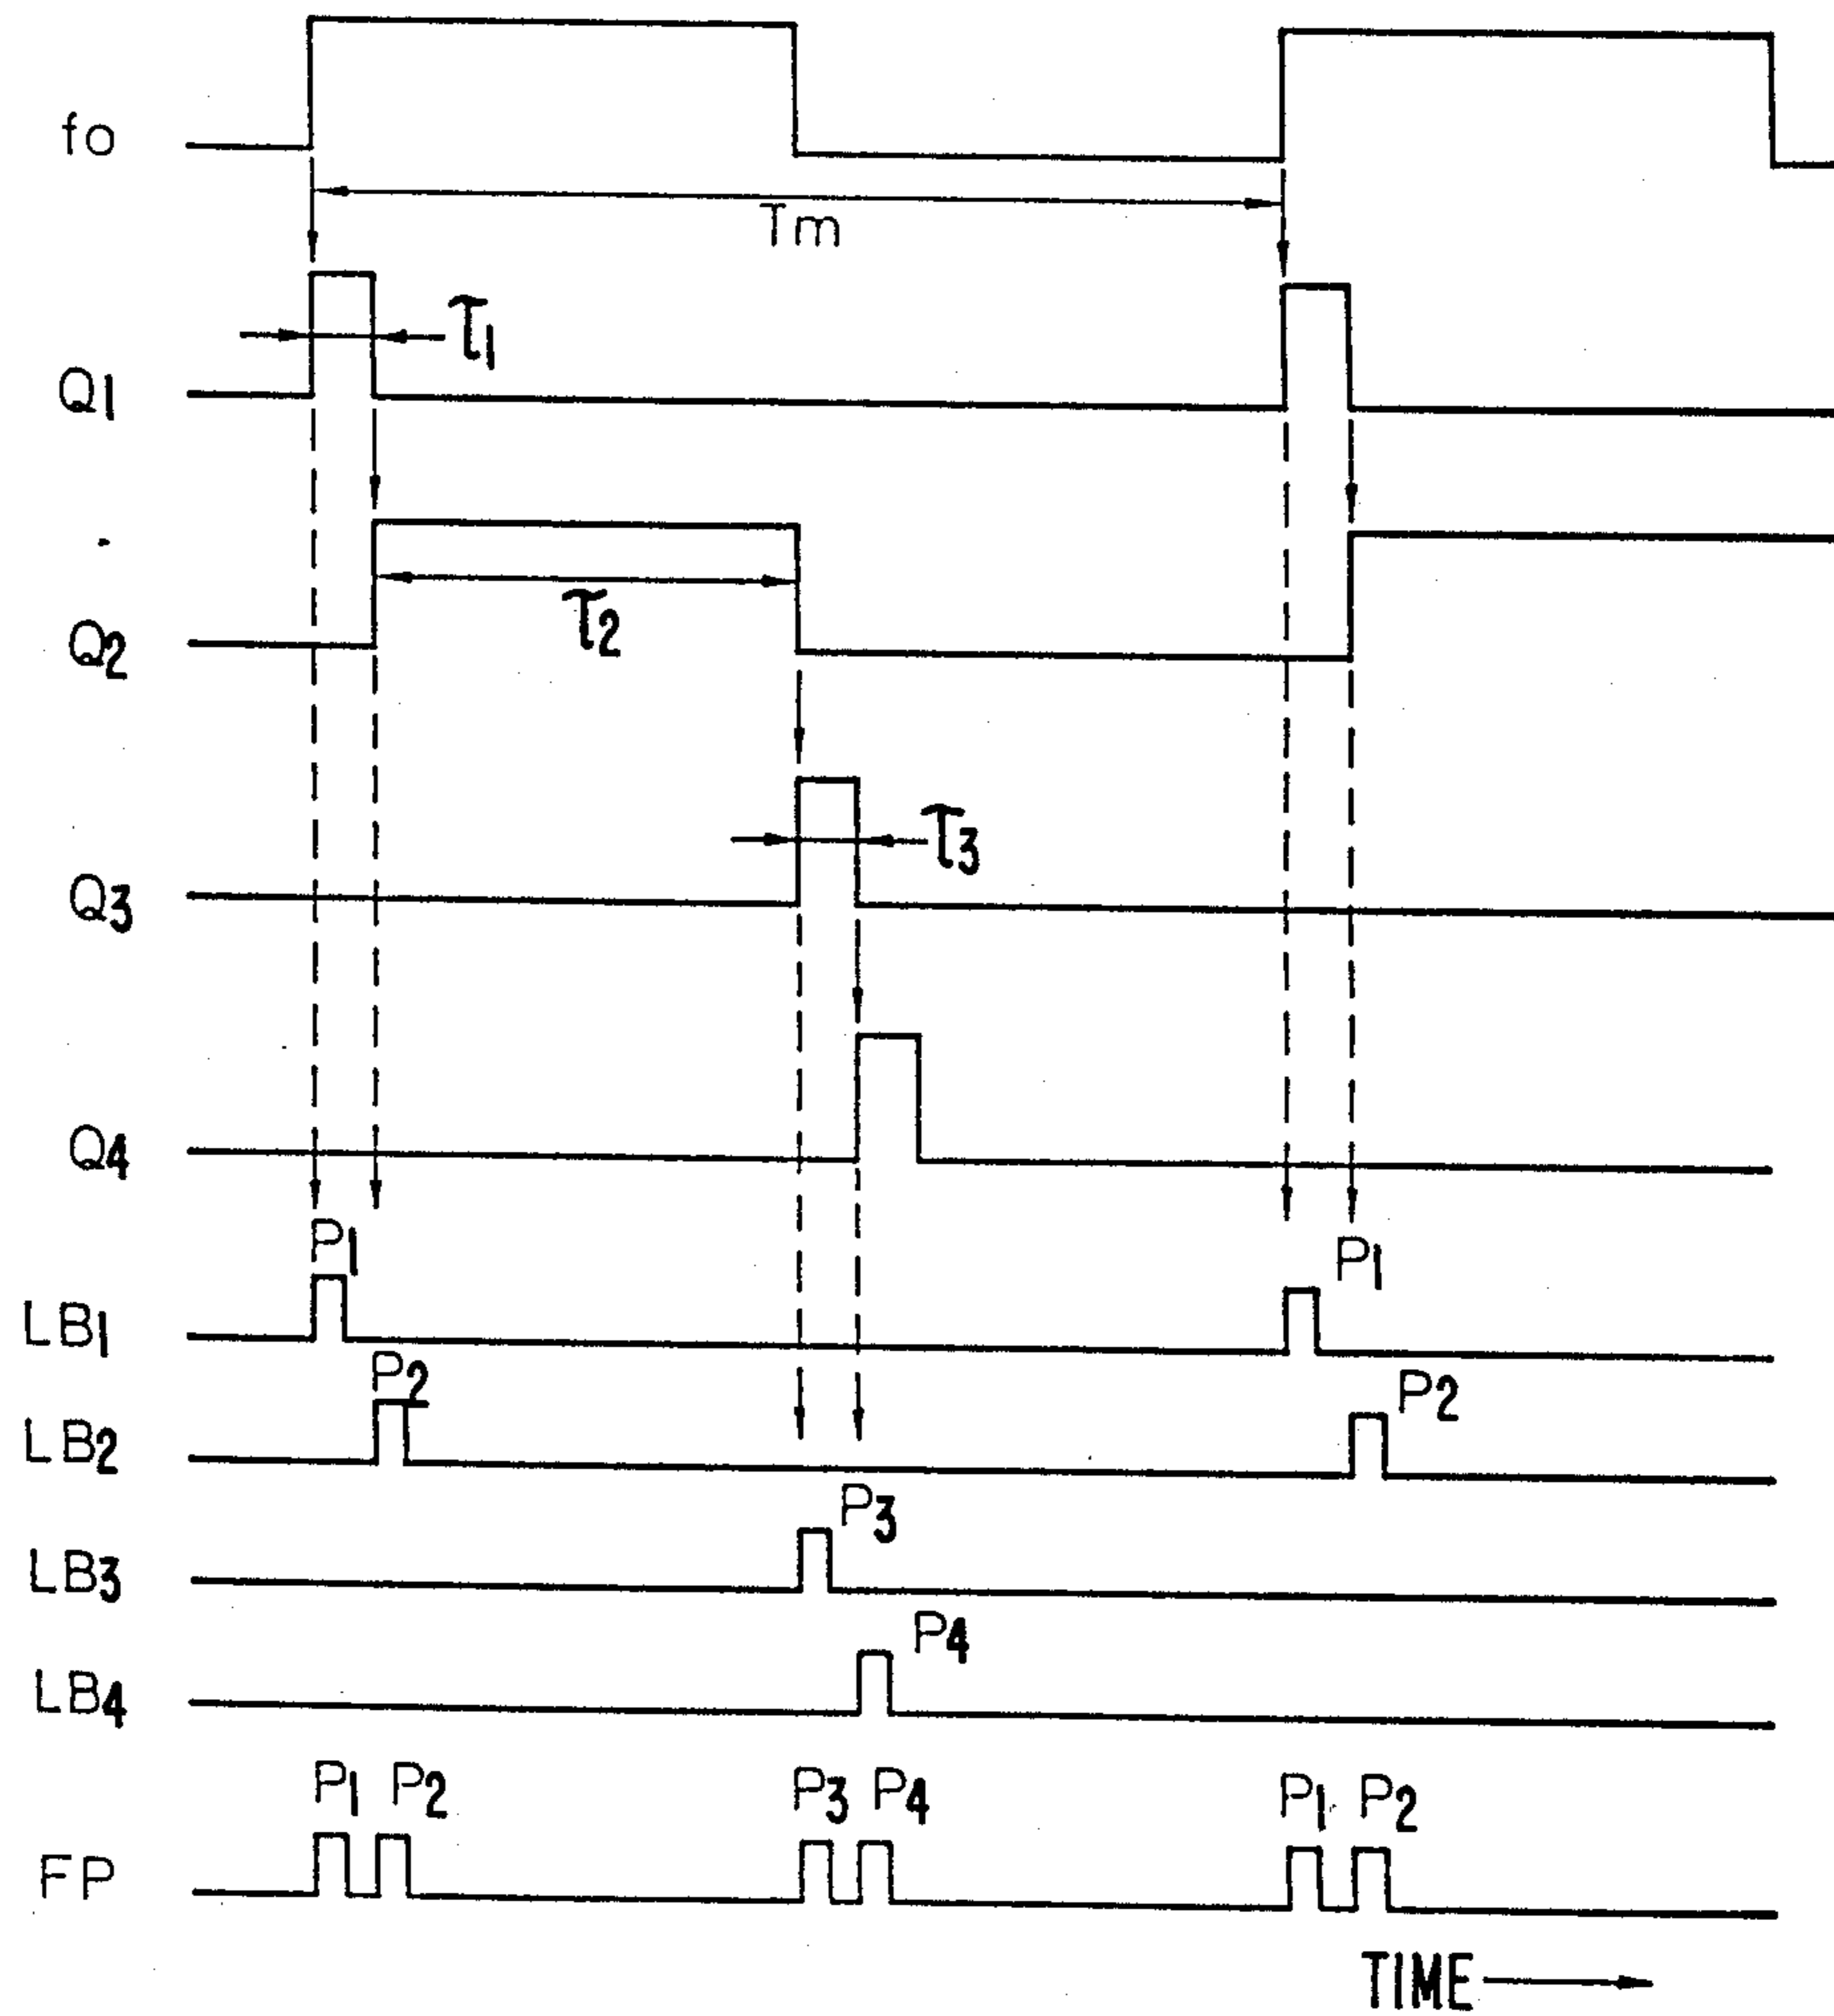 fo
Tm
τ1
Q1
τ2
Q2
τ3
Q3
Q4
P1 P1
LB1
P2 P2
LB2
P3
LB3
P4
LB4
P1 P2 P3 P4 P1 P2
FP
TIME